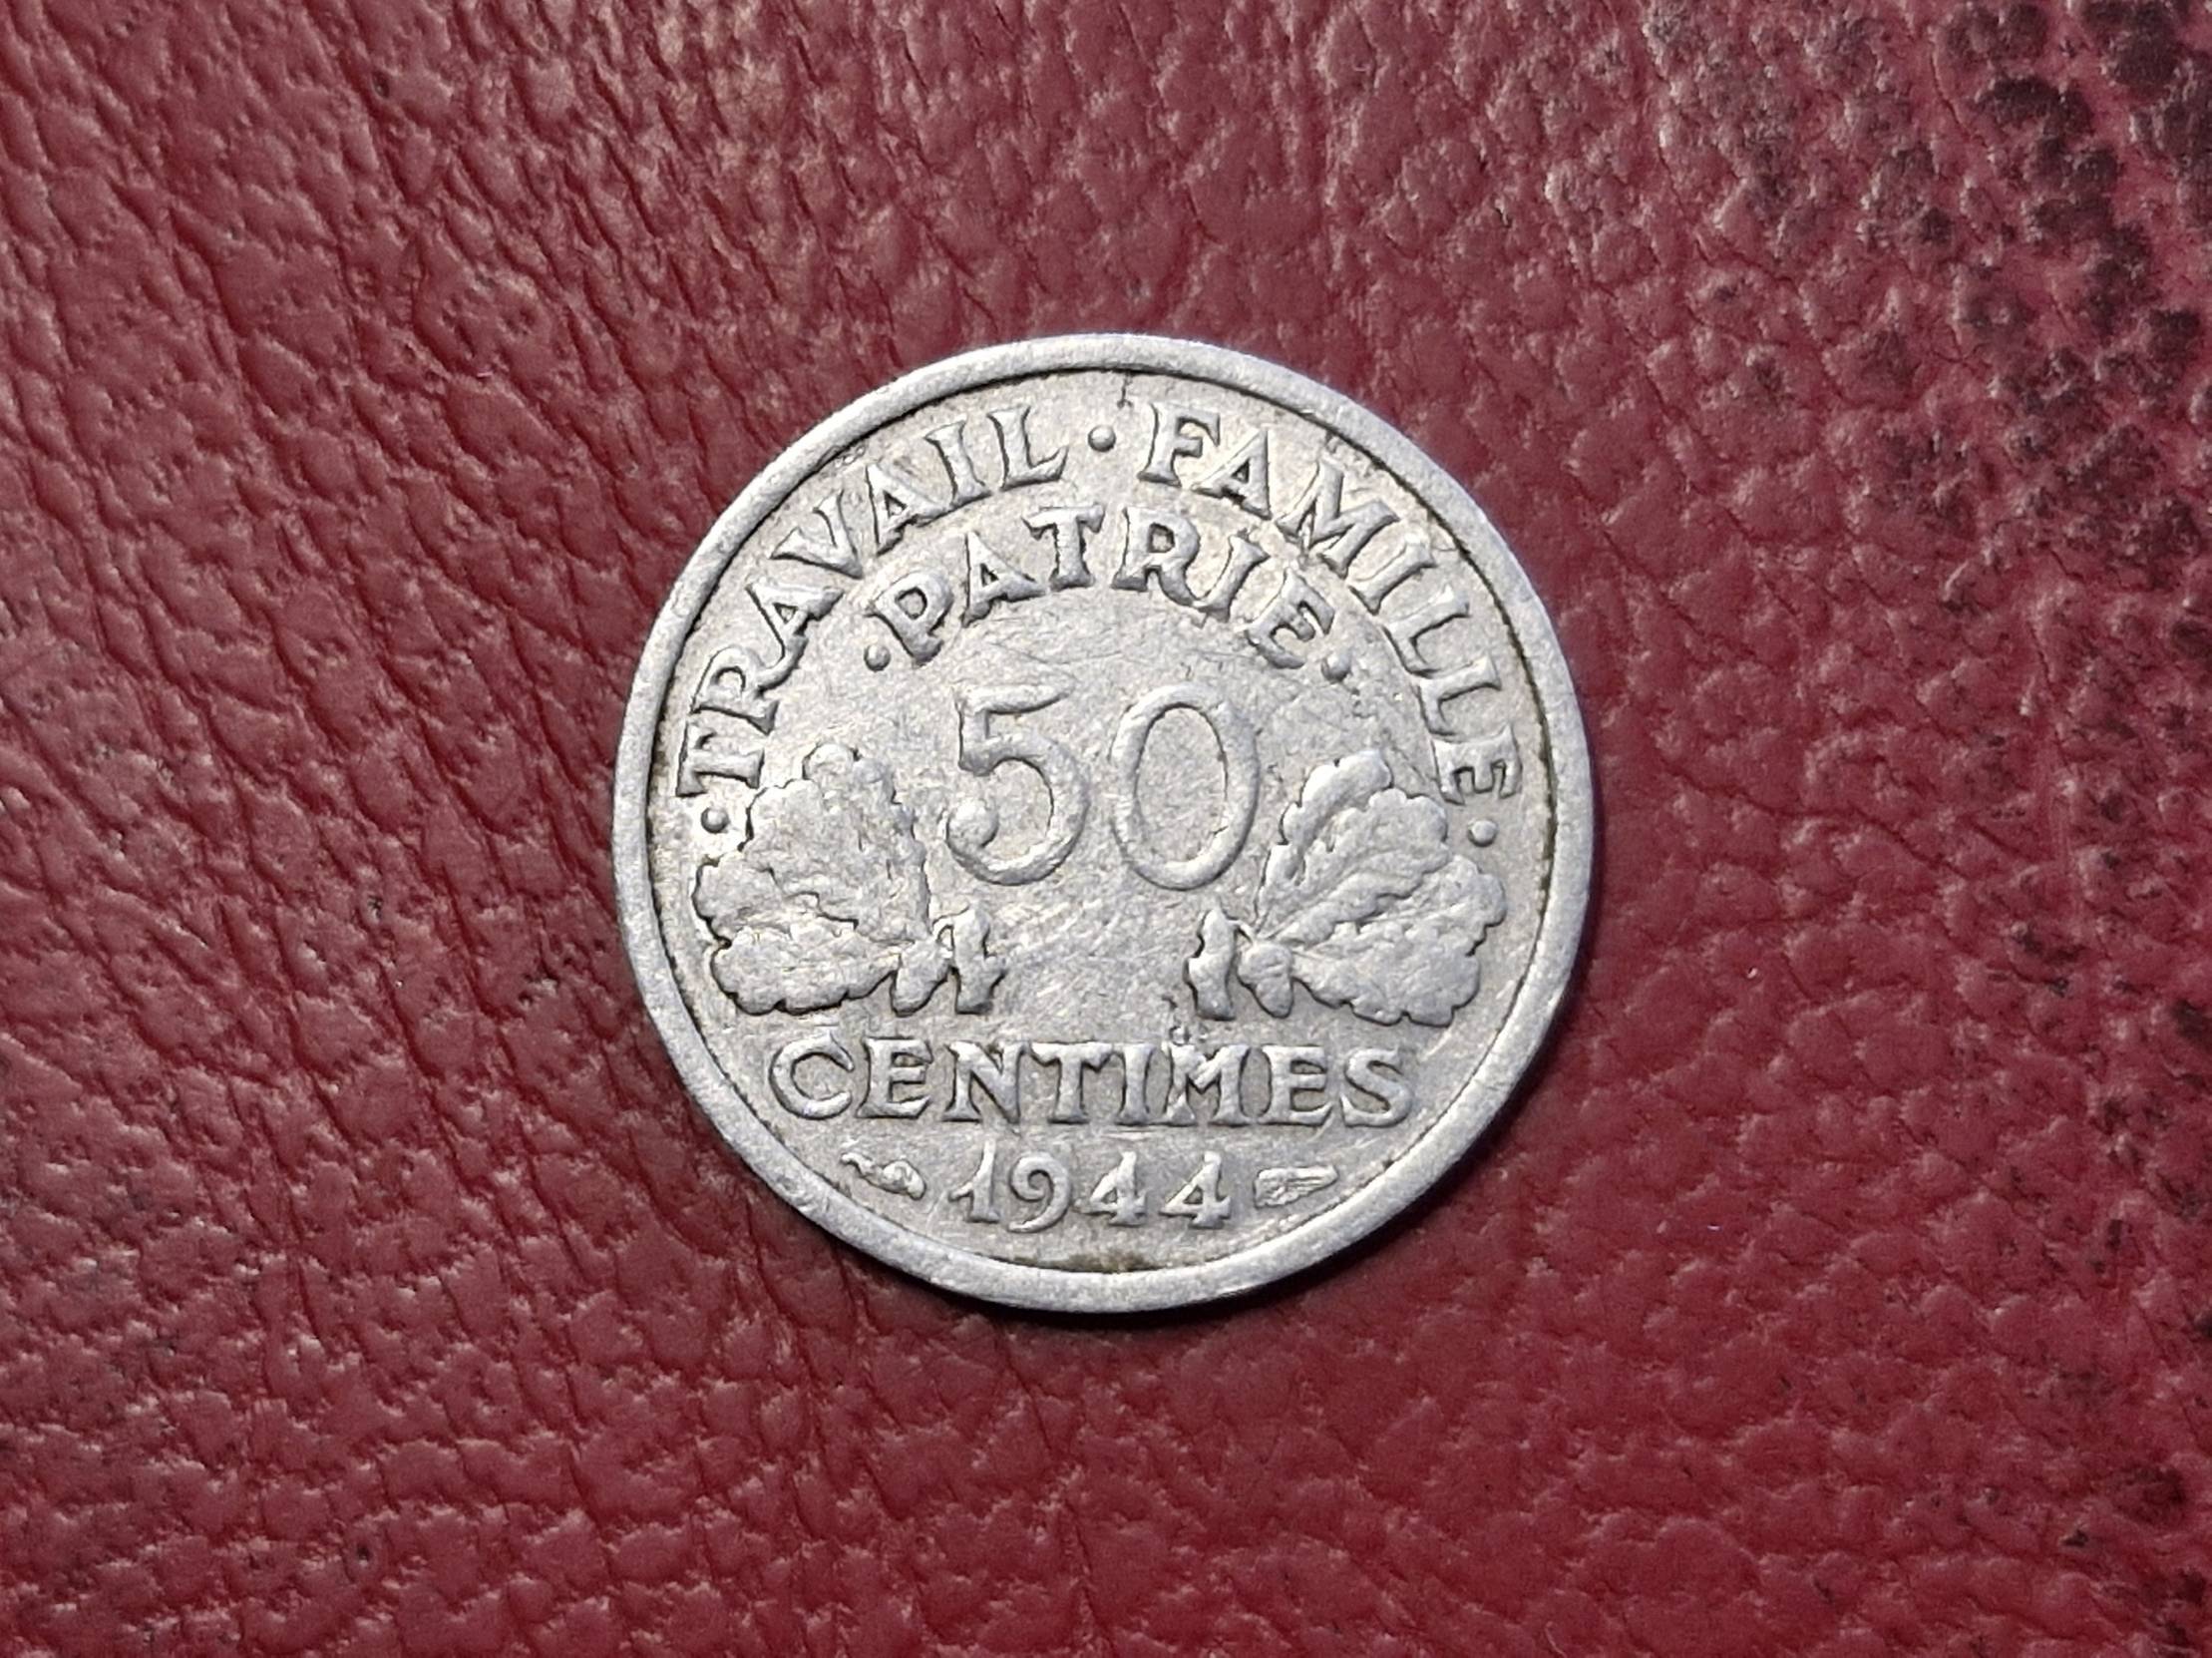 ·TRAVAIL·FAMILLE·
·PATRIE·
50
CENTIMES
1944